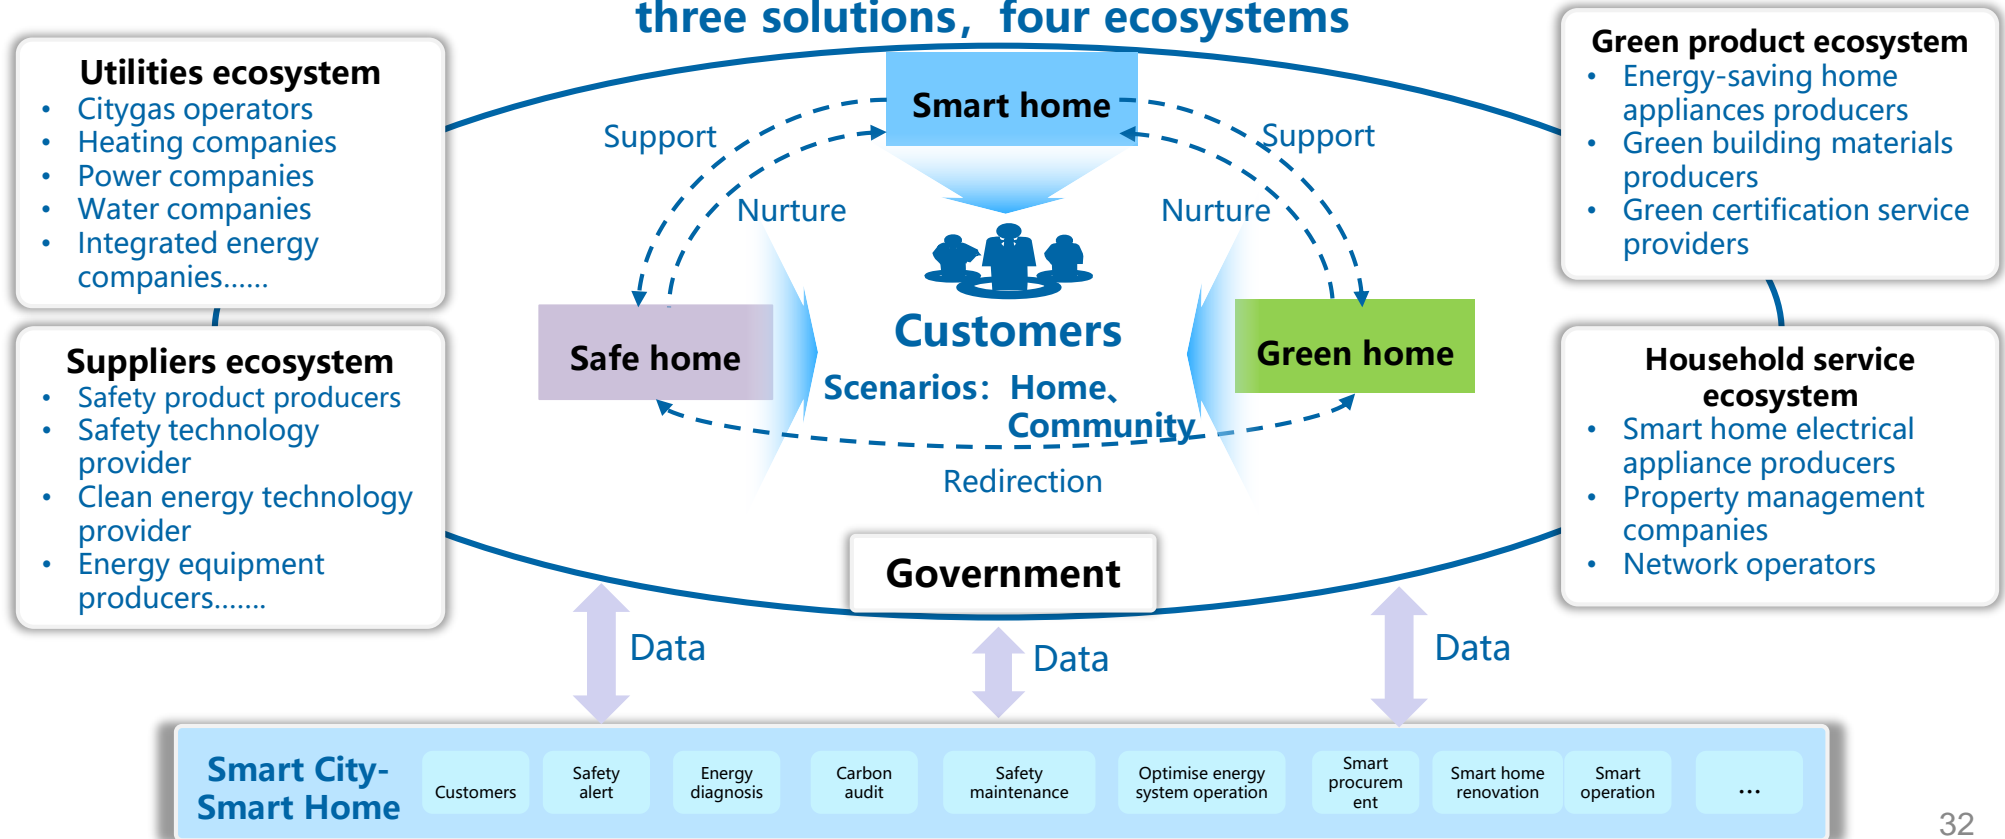 three solutions, four ecosystems
Utilities ecosystem
• Citygas operators
• Heating companies
• Power companies
• Water companies
• Integrated energy
companies......
Suppliers ecosystem
• Safety product producers
• Safety technology
provider
• Clean energy technology
provider
• Energy equipment
producers.......
Smart home
Support
Support
Nurture
Nurture
Safe home
Green home
Customers
Scenarios：Home、
Community
Redirection
Government
Green product ecosystem
• Energy-saving home
appliances producers
• Green building materials
producers
• Green certification service
providers
Household service
ecosystem
• Smart home electrical
appliance producers
• Property management
companies
• Network operators
Data
Data
Data
Smart City-
Smart Home
Customers
Safety
alert
Energy
diagnosis
Carbon
audit
Safety
maintenance
Optimise energy
system operation
Smart
procurem
ent
Smart home
renovation
Smart
operation
...
32